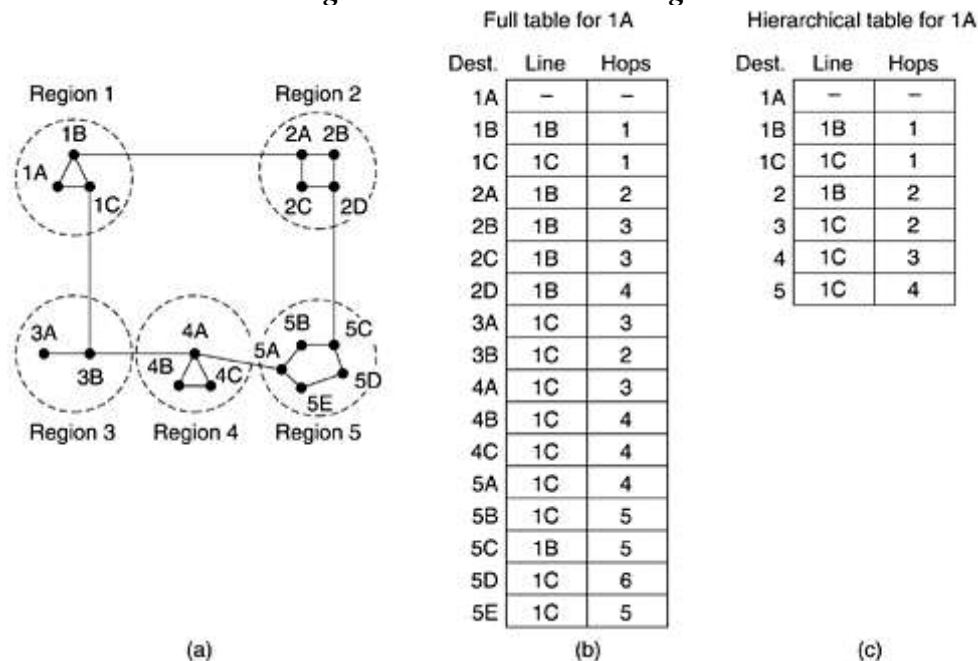 Full table for 1A
Hierarchical table for 1A
Region 1
Region 2
1B
2A 2B
1A
1C
2C
2D
3A
4A
5B
5C
3B
4B
4C
5A
5D
5E
Region 3
Region 4
Region 5
(a)
Dest. Line Hops
1A – –
1B 1B 1
1C 1C 1
2A 1B 2
2B 1B 3
2C 1B 3
2D 1B 4
3A 1C 3
3B 1C 2
4A 1C 3
4B 1C 4
4C 1C 4
5A 1C 4
5B 1C 5
5C 1B 5
5D 1C 6
5E 1C 5
(b)
Dest. Line Hops
1A – –
1B 1B 1
1C 1C 1
2 1B 2
3 1C 2
4 1C 3
5 1C 4
(c)